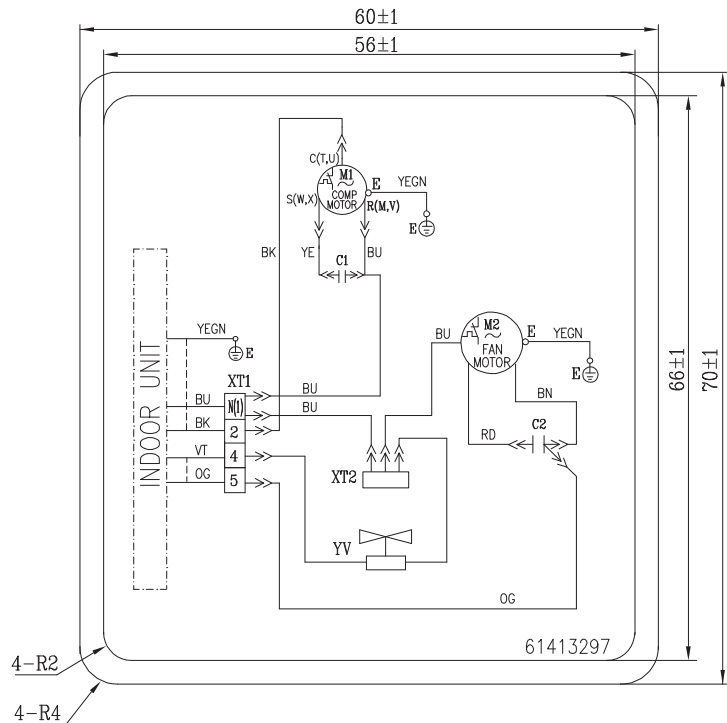 60±1
56±1
C(T,U)
M1
~
COMP
MOTOR
E
YEGN
S(W,X)
R(M,V)
E
BK
YE
C1
BU
INDOOR UNIT
YEGN
E
BU
M2
~
FAN
MOTOR
E
YEGN
E
66±1
70±1
XT1
BU
BU
N(1)
BU
BN
BK
2
RD
C2
VT
4
OG
5
XT2
YV
OG
61413297
4-R2
4-R4